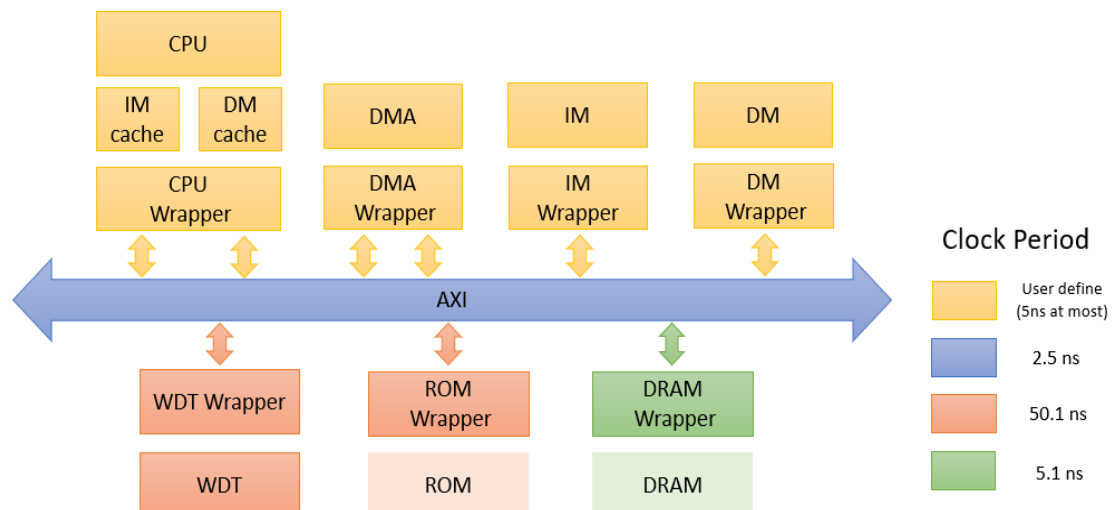 CPU
IM
cache
DM
cache
DMA
IM
DM
CPU
Wrapper
DMA
Wrapper
IM
Wrapper
DM
Wrapper
AXI
WDT Wrapper
ROM
Wrapper
DRAM
Wrapper
WDT
ROM
DRAM
Clock Period
User define
(5ns at most)
2.5 ns
50.1 ns
5.1 ns